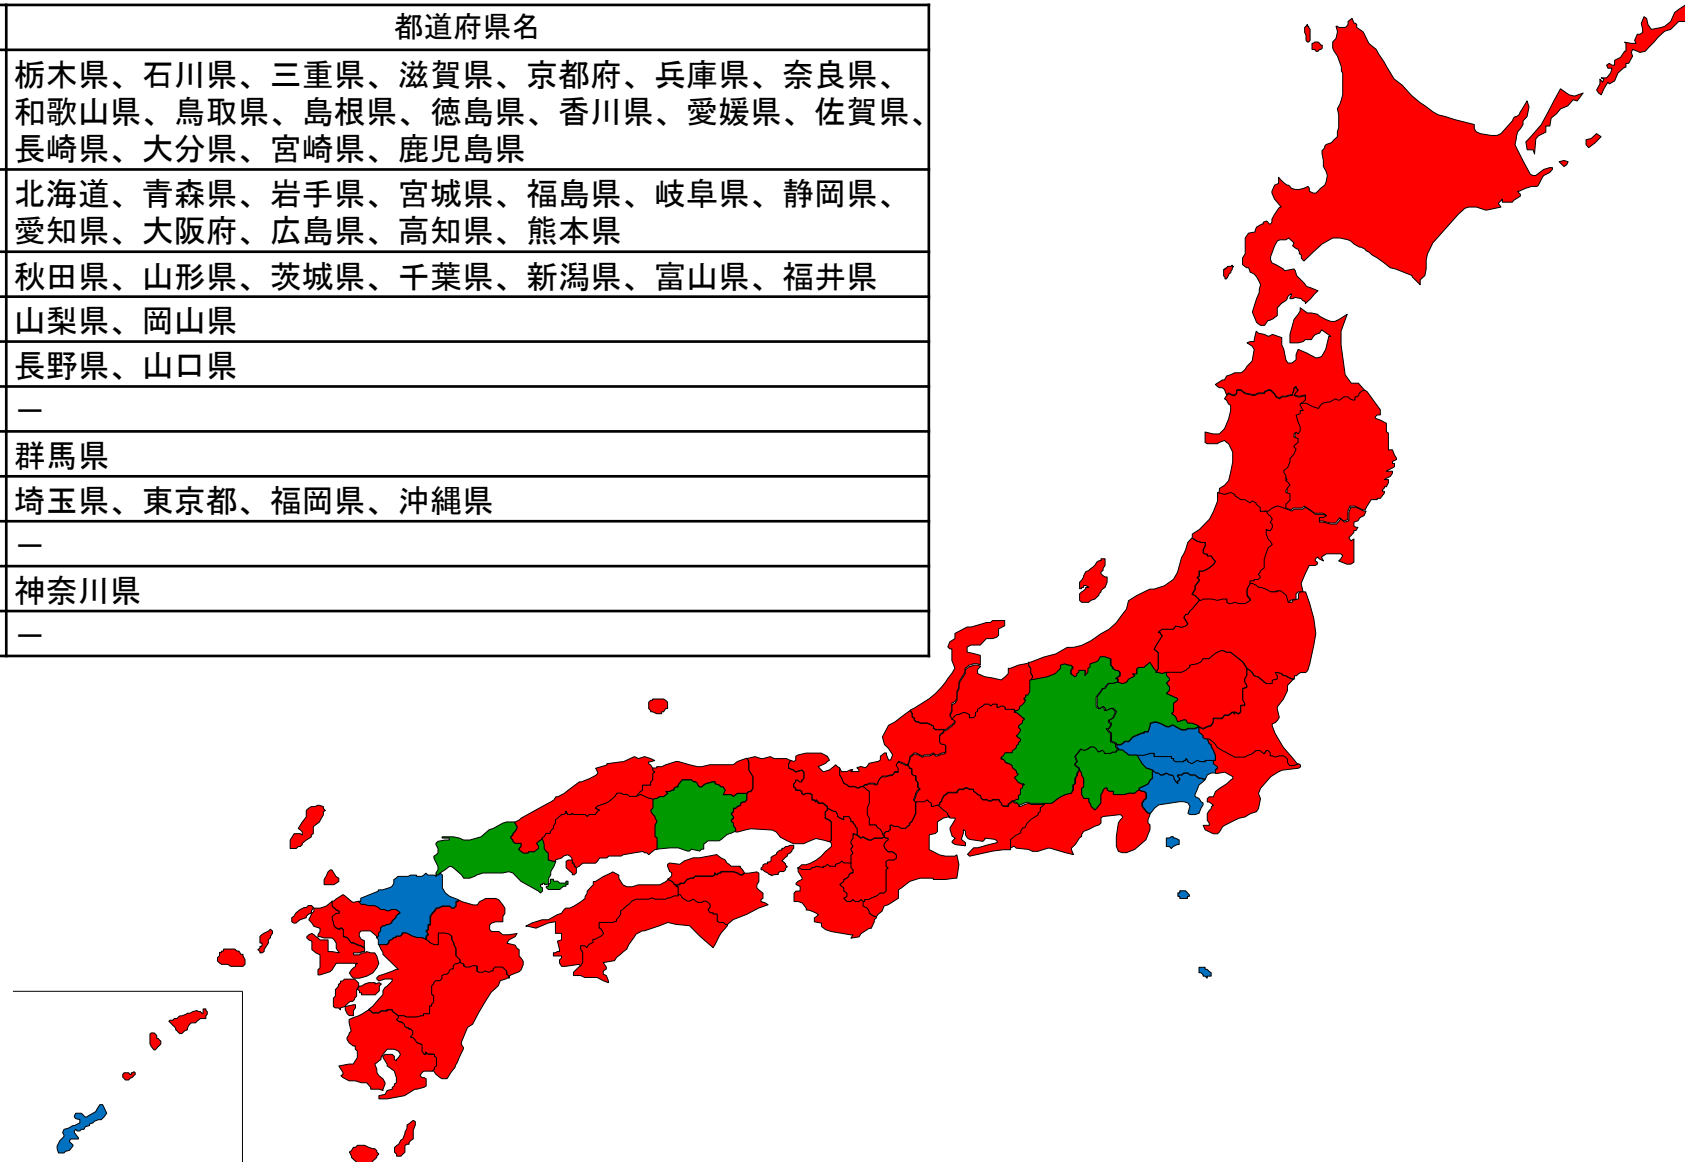 都道府県名
栃木県、石川県、三重県、滋賀県、京都府、兵庫県、奈良県、
和歌山県、鳥取県、島根県、徳島県、香川県、愛媛県、佐賀県、
長崎県、大分県、宮崎県、鹿児島県
北海道、青森県、岩手県、宮城県、福島県、岐阜県、静岡県、
愛知県、大阪府、広島県、高知県、熊本県
秋田県、山形県、茨城県、千葉県、新潟県、富山県、福井県
山梨県、岡山県
長野県、山口県
－
群馬県
埼玉県、東京都、福岡県、沖縄県
－
神奈川県
－